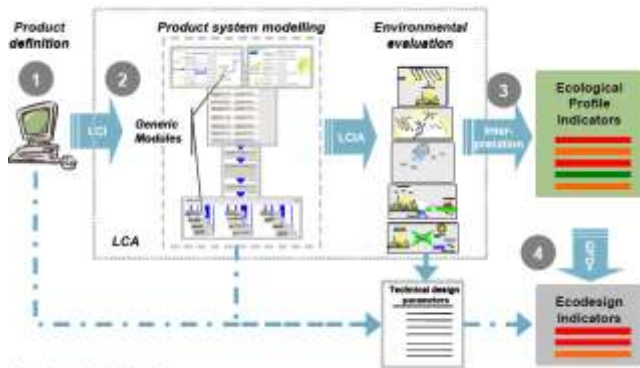 Product
definition
Product system modelling
Environmental
evaluation
1
2
3
LCI
Generic
Modules
LCIA
Inter-
pretation
Ecological
Profile
Indicators
LCA
4
Technical design
parameters
Ecodesign
Indicators